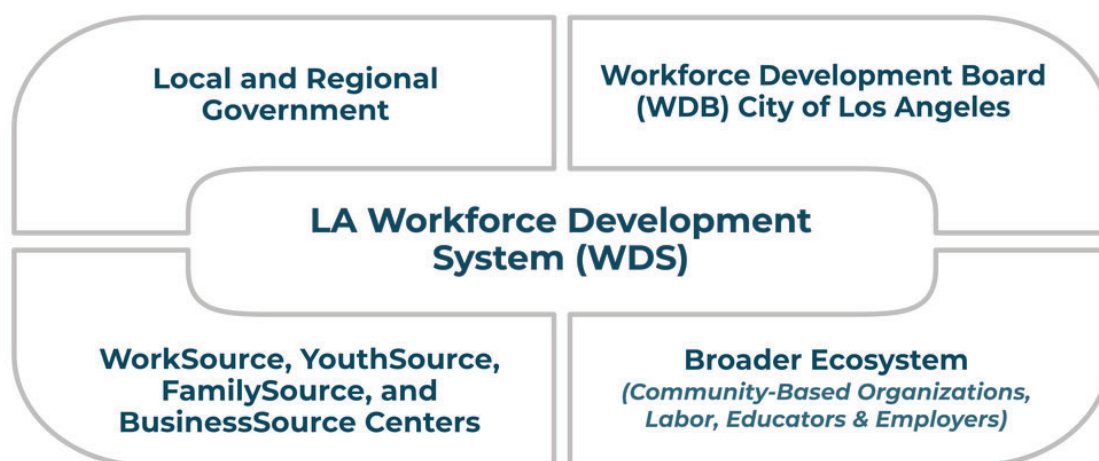 Local and Regional
Government
Workforce Development Board
(WDB) City of Los Angeles
LA Workforce Development
System (WDS)
WorkSource, YouthSource,
FamilySource, and
BusinessSource Centers
Broader Ecosystem
(Community-Based Organizations,
Labor, Educators & Employers)